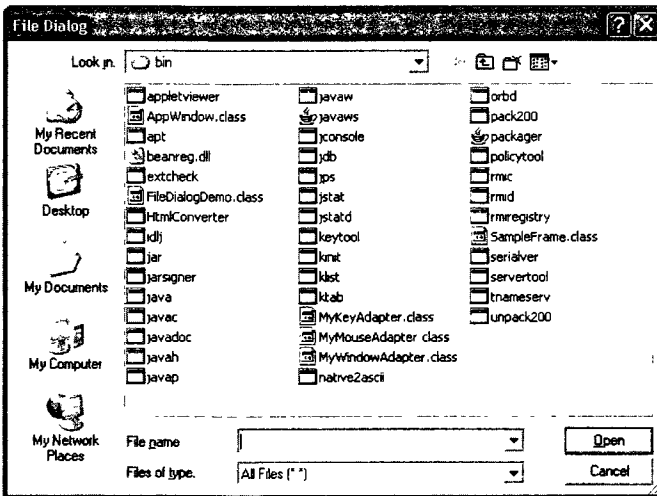 File Dialog
Look in. bin
My Recent
Documents
Desktop
My Documents
My Computer
My Network
Places
appletviewer
AppWindow.class
apt
beanreg.dll
extcheck
FileDialogDemo.class
HtmlConverter
idlj
jar
jarsigner
java
javac
javadoc
javah
javap
javaw
javaws
jconsole
jdb
jps
jstat
jstatd
keytool
kinit
klist
ktab
MyKeyAdapter.class
MyMouseAdapter class
MyWindowAdapter.class
native2ascii
orbd
pack200
packager
policytool
rmic
rmid
rmiregistry
SampleFrame.class
serialver
servertool
tnameserv
unpack200
File name
Open
Files of type. All Files (*.*)
Cancel